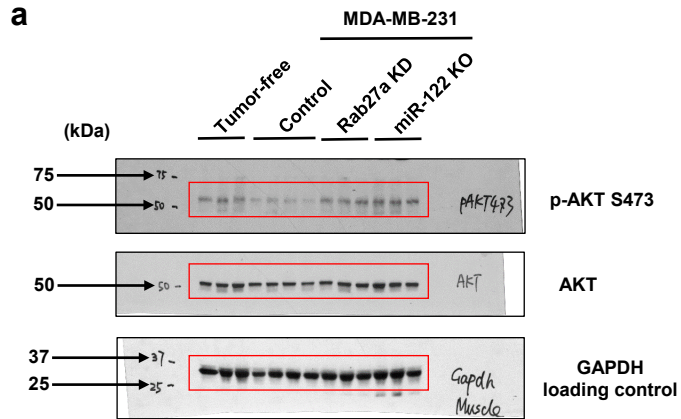 a
MDA-MB-231
Tumor-free
Control
Rab27a KD
miR-122 KO
(kDa)
75
75 -
50
50 -
pAKT473
p-AKT S473
50
50 -
AKT
AKT
37
37 -
25
25 -
Gapdh
Muscle
GAPDH
loading control